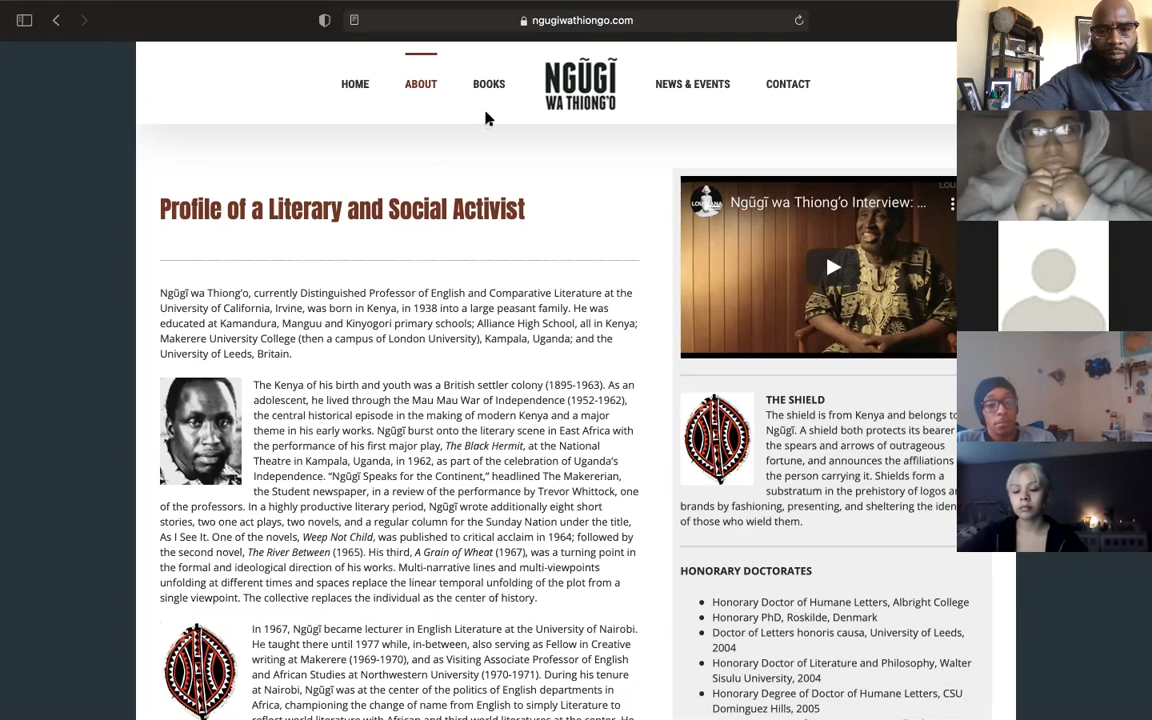 ngugiwathiongo.com
HOME
ABOUT
BOOKS
NGŨGĨ
WA THIONG'O
NEWS & EVENTS
CONTACT
Profile of a Literary and Social Activist
Ngũgĩ wa Thiong'o, currently Distinguished Professor of English and Comparative Literature at the
University of California, Irvine, was born in Kenya, in 1938 into a large peasant family. He was
educated at Kamandura, Manguu and Kinyogori primary schools; Alliance High School, all in Kenya;
Makerere University College (then a campus of London University), Kampala, Uganda; and the
University of Leeds, Britain.
The Kenya of his birth and youth was a British settler colony (1895-1963). As an
adolescent, he lived through the Mau Mau War of Independence (1952-1962),
the central historical episode in the making of modern Kenya and a major
theme in his early works. Ngũgĩ burst onto the literary scene in East Africa with
the performance of his first major play, The Black Hermit, at the National
Theatre in Kampala, Uganda, in 1962, as part of the celebration of Uganda's
Independence. "Ngũgĩ Speaks for the Continent," headlined The Makererian,
the Student newspaper, in a review of the performance by Trevor Whittock, one
of the professors. In a highly productive literary period, Ngũgĩ wrote additionally eight short
stories, two one act plays, two novels, and a regular column for the Sunday Nation under the title,
As I See It. One of the novels, Weep Not Child, was published to critical acclaim in 1964; followed by
the second novel, The River Between (1965). His third, A Grain of Wheat (1967), was a turning point in
the formal and ideological direction of his works. Multi-narrative lines and multi-viewpoints
unfolding at different times and spaces replace the linear temporal unfolding of the plot from a
single viewpoint. The collective replaces the individual as the center of history.
In 1967, Ngũgĩ became lecturer in English Literature at the University of Nairobi.
He taught there until 1977 while, in-between, also serving as Fellow in Creative
writing at Makerere (1969-1970), and as Visiting Associate Professor of English
and African Studies at Northwestern University (1970-1971). During his tenure
at Nairobi, Ngũgĩ was at the center of the politics of English departments in
Africa, championing the change of name from English to simply Literature to
reflect world literature with African and third world literatures at the center. He
Ngũgĩ wa Thiong'o Interview: ...
THE SHIELD
The shield is from Kenya and belongs to
Ngũgĩ. A shield both protects its bearer
the spears and arrows of outrageous
fortune, and announces the affiliations
the person carrying it. Shields form a
substratum in the prehistory of logos
brands by fashioning, presenting, and sheltering the
of those who wield them.
HONORARY DOCTORATES
Honorary Doctor of Humane Letters, Albright College
Honorary PhD, Roskilde, Denmark
Doctor of Letters honoris causa, University of Leeds,
2004
Honorary Doctor of Literature and Philosophy, Walter
Sisulu University, 2004
Honorary Degree of Doctor of Humane Letters, CSU
Dominguez Hills, 2005